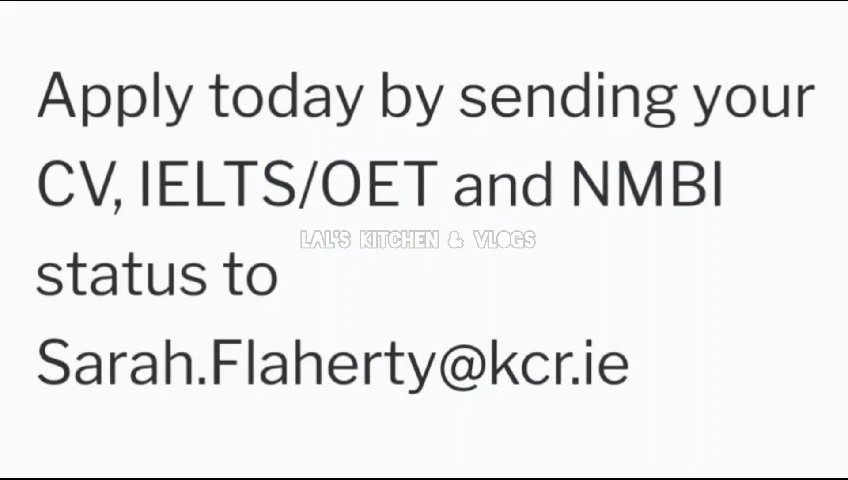 Apply today by sending your
CV, IELTS/OET and NMBI
LAL'S KITCHEN & VLOGS
status to
Sarah.Flaherty@kcr.ie